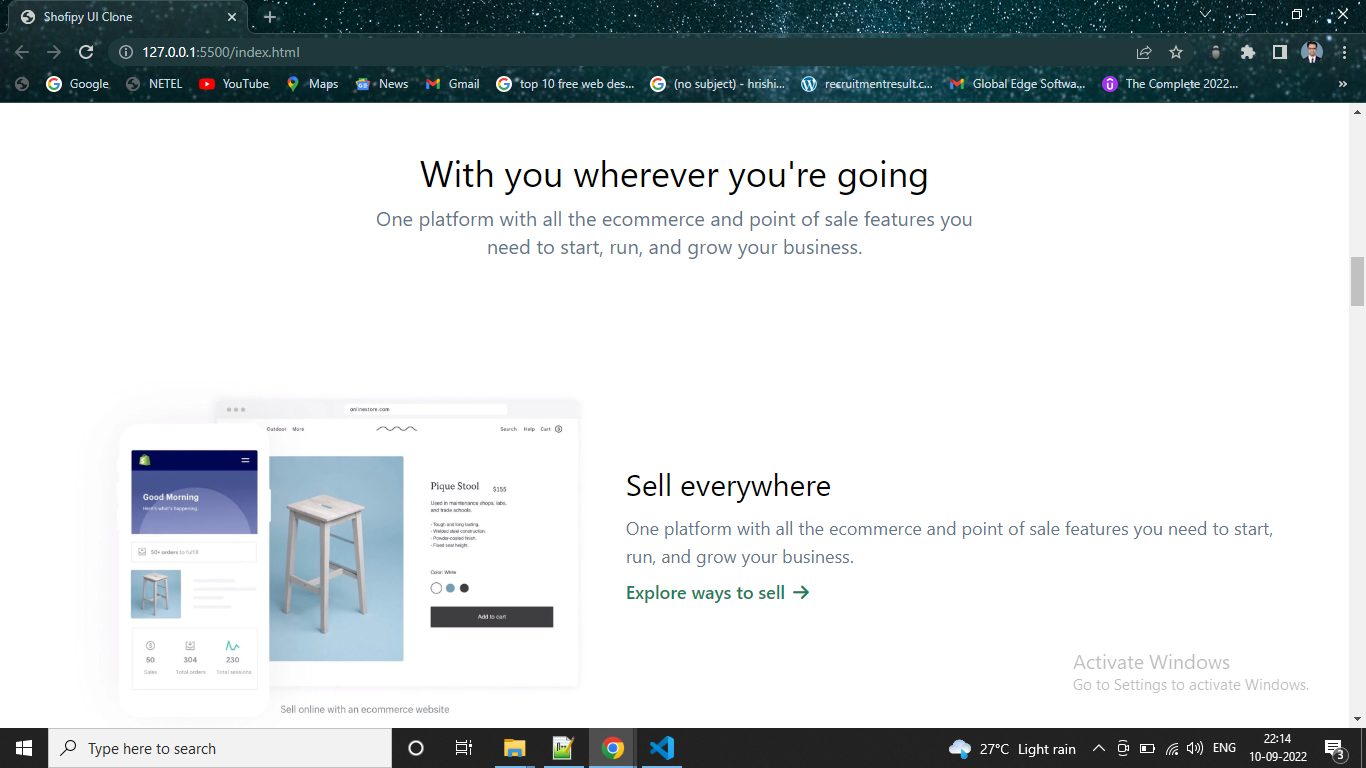 Shofipy UI Clone
127.0.0.1:5500/index.html
Google
NETEL
YouTube
Maps
News
Gmail
top 10 free web des...
(no subject) - hrishi...
recruitmentresult.c...
Global Edge Softwa...
The Complete 2022...
»
With you wherever you're going
One platform with all the ecommerce and point of sale features you
need to start, run, and grow your business.
onlinestore.com
Outdoor More
Search Help Cart
Good Morning
Here's what's happening
50+ orders to fulfill
50
Sales
304
Total orders
230
Total sessions
Pique Stool $155
Used in maintenance shops, labs,
and trade schools.
- Tough and long lasting.
- Welded steel construction.
- Powder-coated finish.
- Fixed seat height.
Color: White
Add to cart
Sell online with an ecommerce website
Sell everywhere
One platform with all the ecommerce and point of sale features you need to start,
run, and grow your business.
Explore ways to sell →
Activate Windows
Go to Settings to activate Windows.
Type here to search
27°C Light rain
ENG
22:14
10-09-2022
3